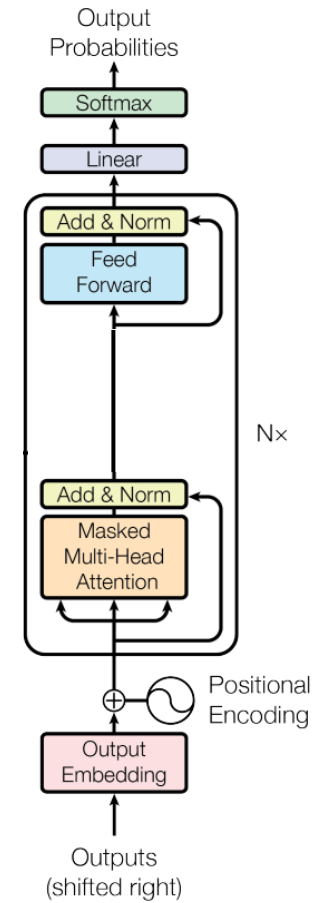 Output
Probabilities
Softmax
Linear
Add & Norm
Feed
Forward
N×
Add & Norm
Masked
Multi-Head
Attention
Positional
Encoding
Output
Embedding
Outputs
(shifted right)